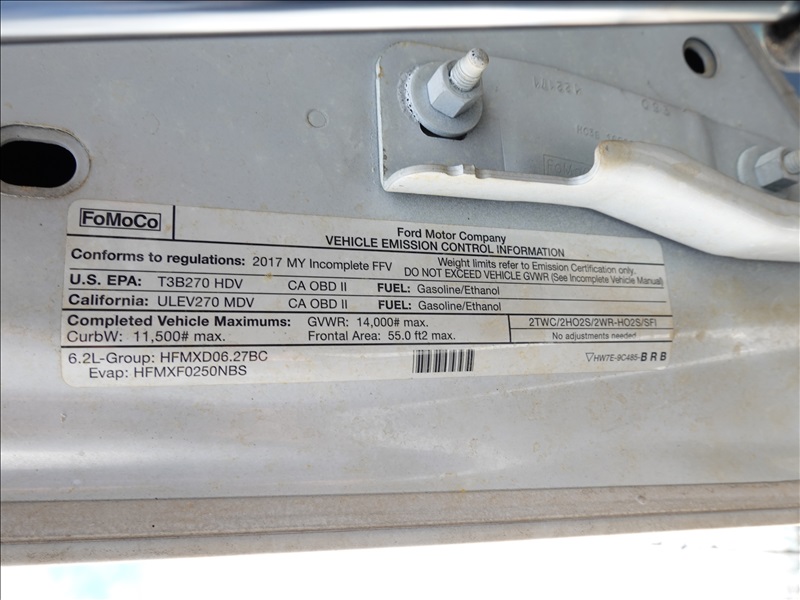 FoMoCo
Ford Motor Company
VEHICLE EMISSION CONTROL INFORMATION
Conforms to regulations: 2017 MY Incomplete FFV
Weight limits refer to Emission Certification only.
DO NOT EXCEED VEHICLE GVWR (See Incomplete Vehicle Manual)
U.S. EPA: T3B270 HDV CA OBD II FUEL: Gasoline/Ethanol
California: ULEV270 MDV CA OBD II FUEL: Gasoline/Ethanol
Completed Vehicle Maximums: GVWR: 14,000# max. 2TWC/2HO2S/2WR-HO2S/SFI
CurbW: 11,500# max. Frontal Area: 55.0 ft2 max. No adjustments needed.
6.2L-Group: HFMXD06.27BC
Evap: HFMXF0250NBS
HW7E-9C485-BRB